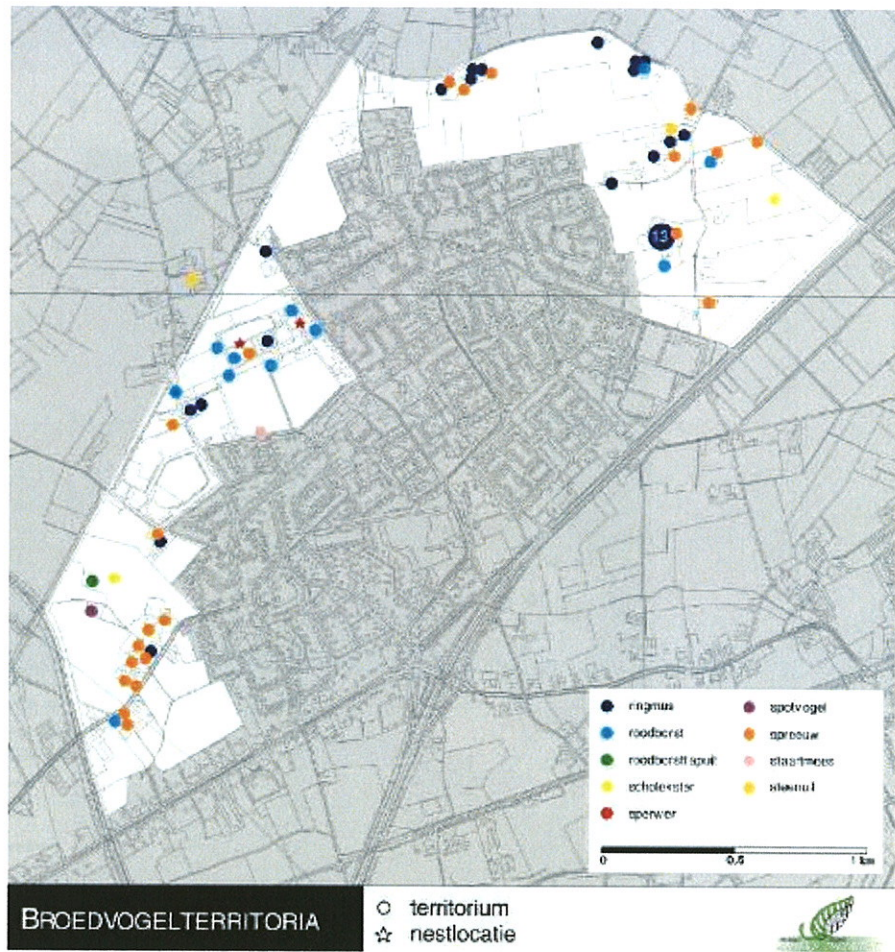 13
ringmus
roodborst
roodborsttapuit
scholekster
sperwer
spotvogel
spreeuw
staartmees
steenuil
0 0,5 1 km
BROEDVOGELTERRITORIA
territorium
nestlocatie